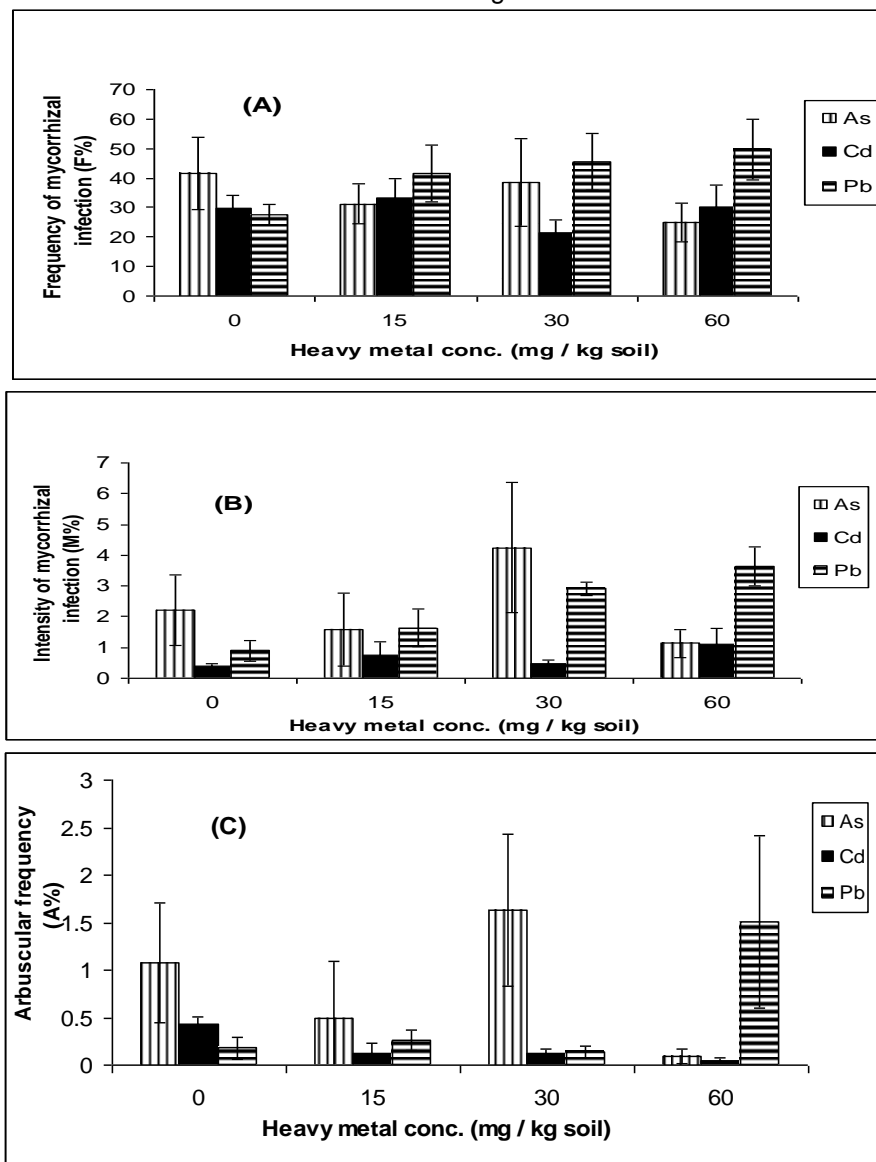 70
60
50
40
30
20
10
0
(A)
Frequency of mycorrhizal
infection (F%)
0 15 30 60
Heavy metal conc. (mg / kg soil)
As
Cd
Pb
7
6
5
4
3
2
1
0
(B)
Intensity of mycorrhizal
infection (M%)
0 15 30 60
Heavy metal conc. (mg / kg soil)
As
Cd
Pb
3
2.5
2
1.5
1
0.5
0
(C)
Arbuscular frequency
(A%)
0 15 30 60
Heavy metal conc. (mg / kg soil)
As
Cd
Pb